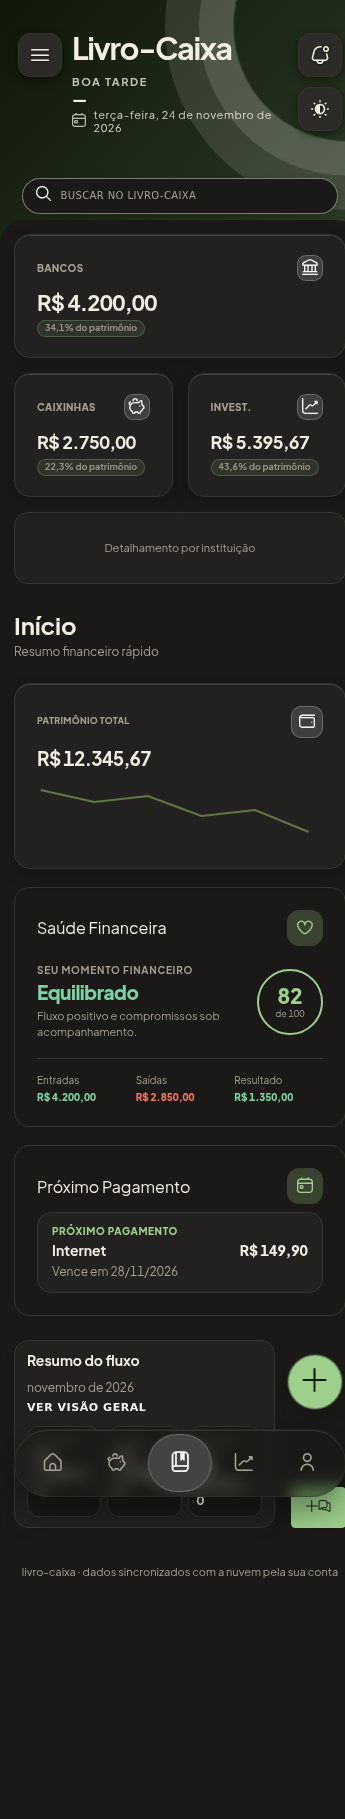 Livro-Caixa
BOA TARDE
—
terça-feira, 24 de novembro de
2026
BUSCAR NO LIVRO-CAIXA
BANCOS
R$ 4.200,00
34,1% do patrimônio
CAIXINHAS
R$ 2.750,00
22,3% do patrimônio
INVEST.
R$ 5.395,67
43,6% do patrimônio
Detalhamento por instituição
Início
Resumo financeiro rápido
PATRIMÔNIO TOTAL
R$ 12.345,67
Saúde Financeira
SEU MOMENTO FINANCEIRO
Equilibrado
Fluxo positivo e compromissos sob
acompanhamento.
82
de 100
Entradas Saídas Resultado
R$ 4.200,00 R$ 2.850,00 R$ 1.350,00
Próximo Pagamento
PRÓXIMO PAGAMENTO
Internet R$ 149,90
Vence em 28/11/2026
Resumo do fluxo
novembro de 2026
VER VISÃO GERAL
0
livro-caixa · dados sincronizados com a nuvem pela sua conta